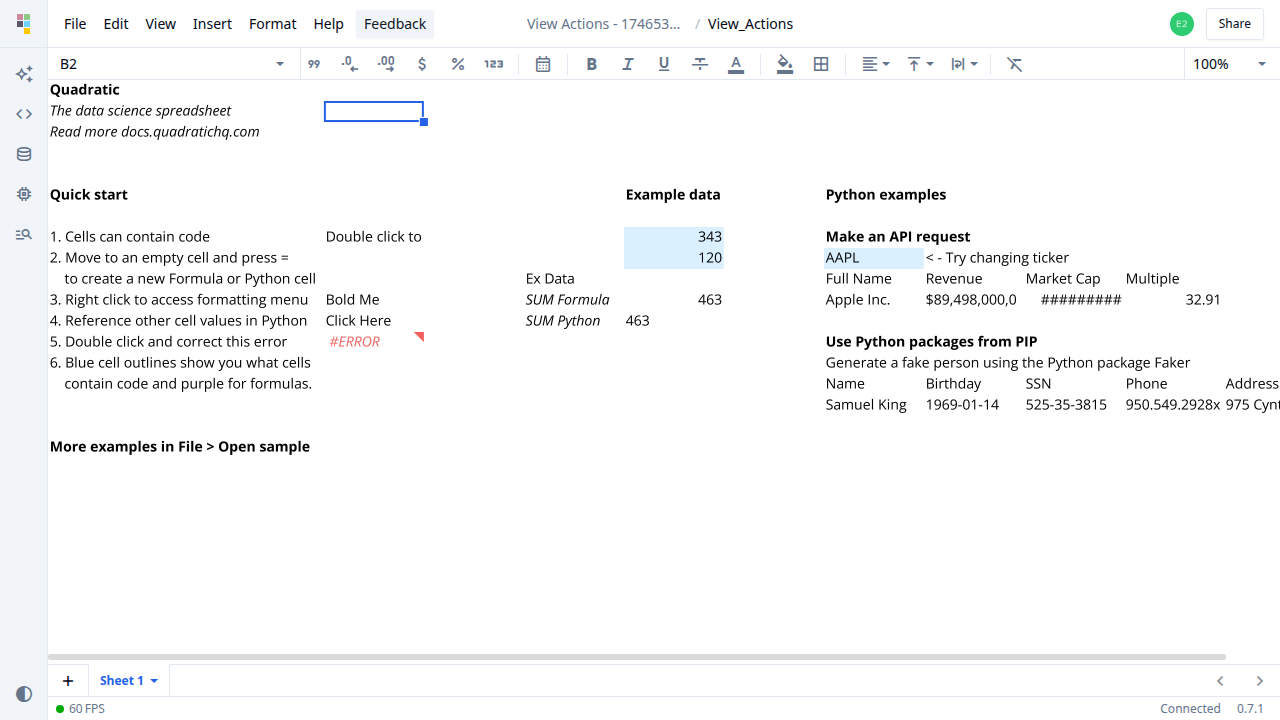 File Edit View Insert Format Help Feedback View Actions - 174653... / View_Actions E2 Share
B2 99 .0 .00 $ % 123 B I U S A 100%
Quadratic
The data science spreadsheet
Read more docs.quadratichq.com
Quick start Example data Python examples
1. Cells can contain code Double click to 343 Make an API request
2. Move to an empty cell and press = 120 AAPL < - Try changing ticker
to create a new Formula or Python cell Ex Data Full Name Revenue Market Cap Multiple
3. Right click to access formatting menu Bold Me SUM Formula 463 Apple Inc. $89,498,000,0 ######### 32.91
4. Reference other cell values in Python Click Here SUM Python 463
5. Double click and correct this error #ERROR Use Python packages from PIP
6. Blue cell outlines show you what cells Generate a fake person using the Python package Faker
contain code and purple for formulas. Name Birthday SSN Phone Address
Samuel King 1969-01-14 525-35-3815 950.549.2928x 975 Cynt
More examples in File > Open sample
+ Sheet 1
60 FPS Connected 0.7.1